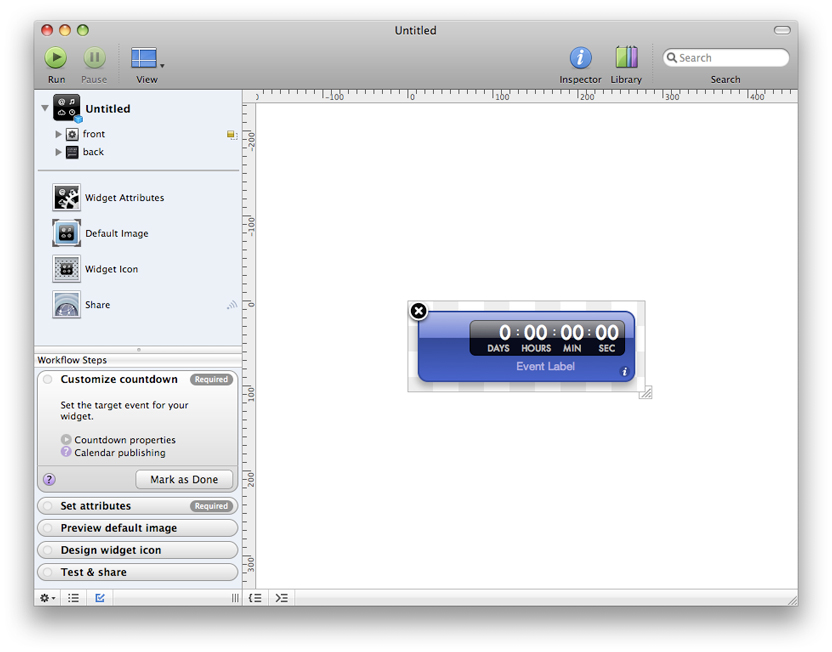 Untitled
Run
Pause
View
Inspector
Library
Search
Search
Untitled
front
back
Widget Attributes
Default Image
Widget Icon
Share
Workflow Steps
Customize countdown Required
Set the target event for your
widget.
Countdown properties
? Calendar publishing
? Mark as Done
Set attributes Required
Preview default image
Design widget icon
Test & share
-100 0 100 200 300 400
-200
-100
0
100
200
300
0 : 00 : 00 : 00
DAYS HOURS MIN SEC
Event Label
i